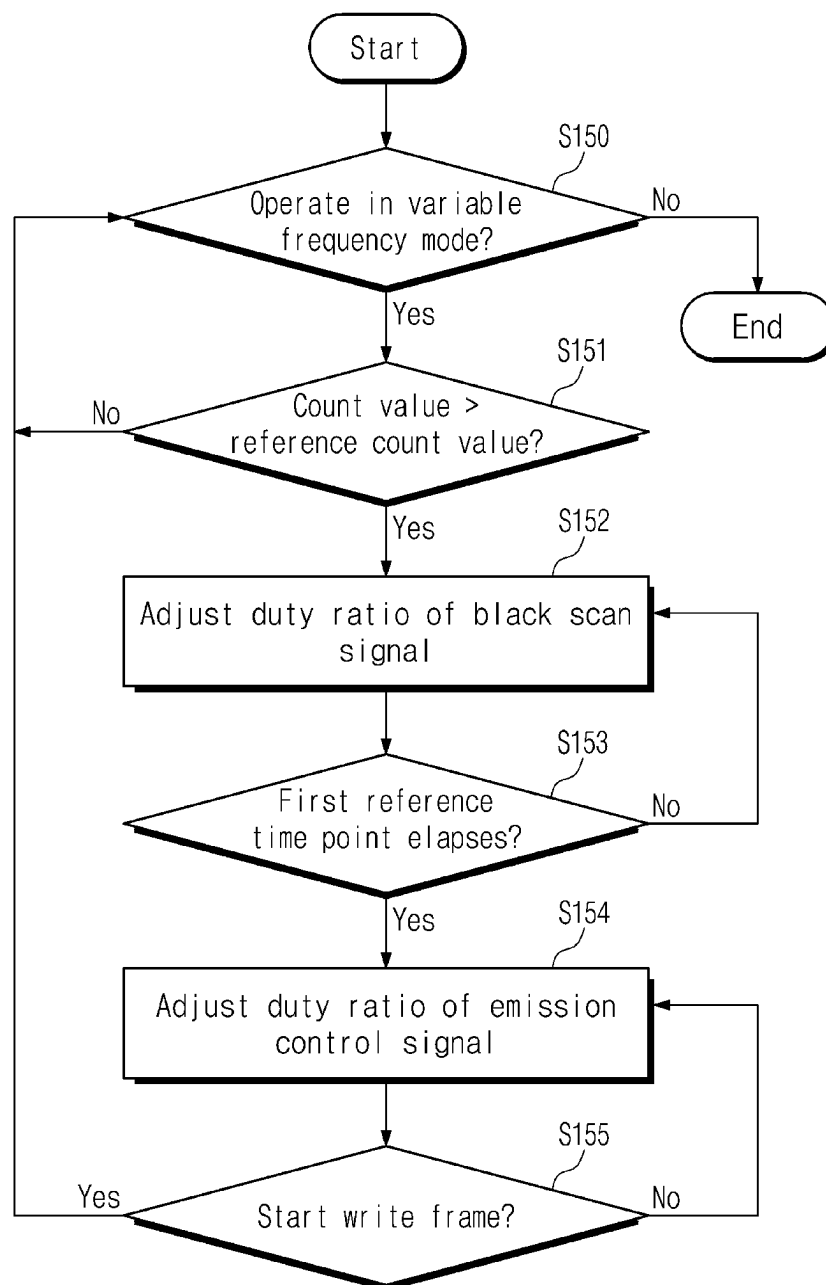 Start
S150
Operate in variable
frequency mode?
No
End
Yes
S151
Count value >
reference count value?
No
Yes
S152
Adjust duty ratio of black scan
signal
S153
First reference
time point elapses?
No
Yes
S154
Adjust duty ratio of emission
control signal
S155
Start write frame?
Yes
No